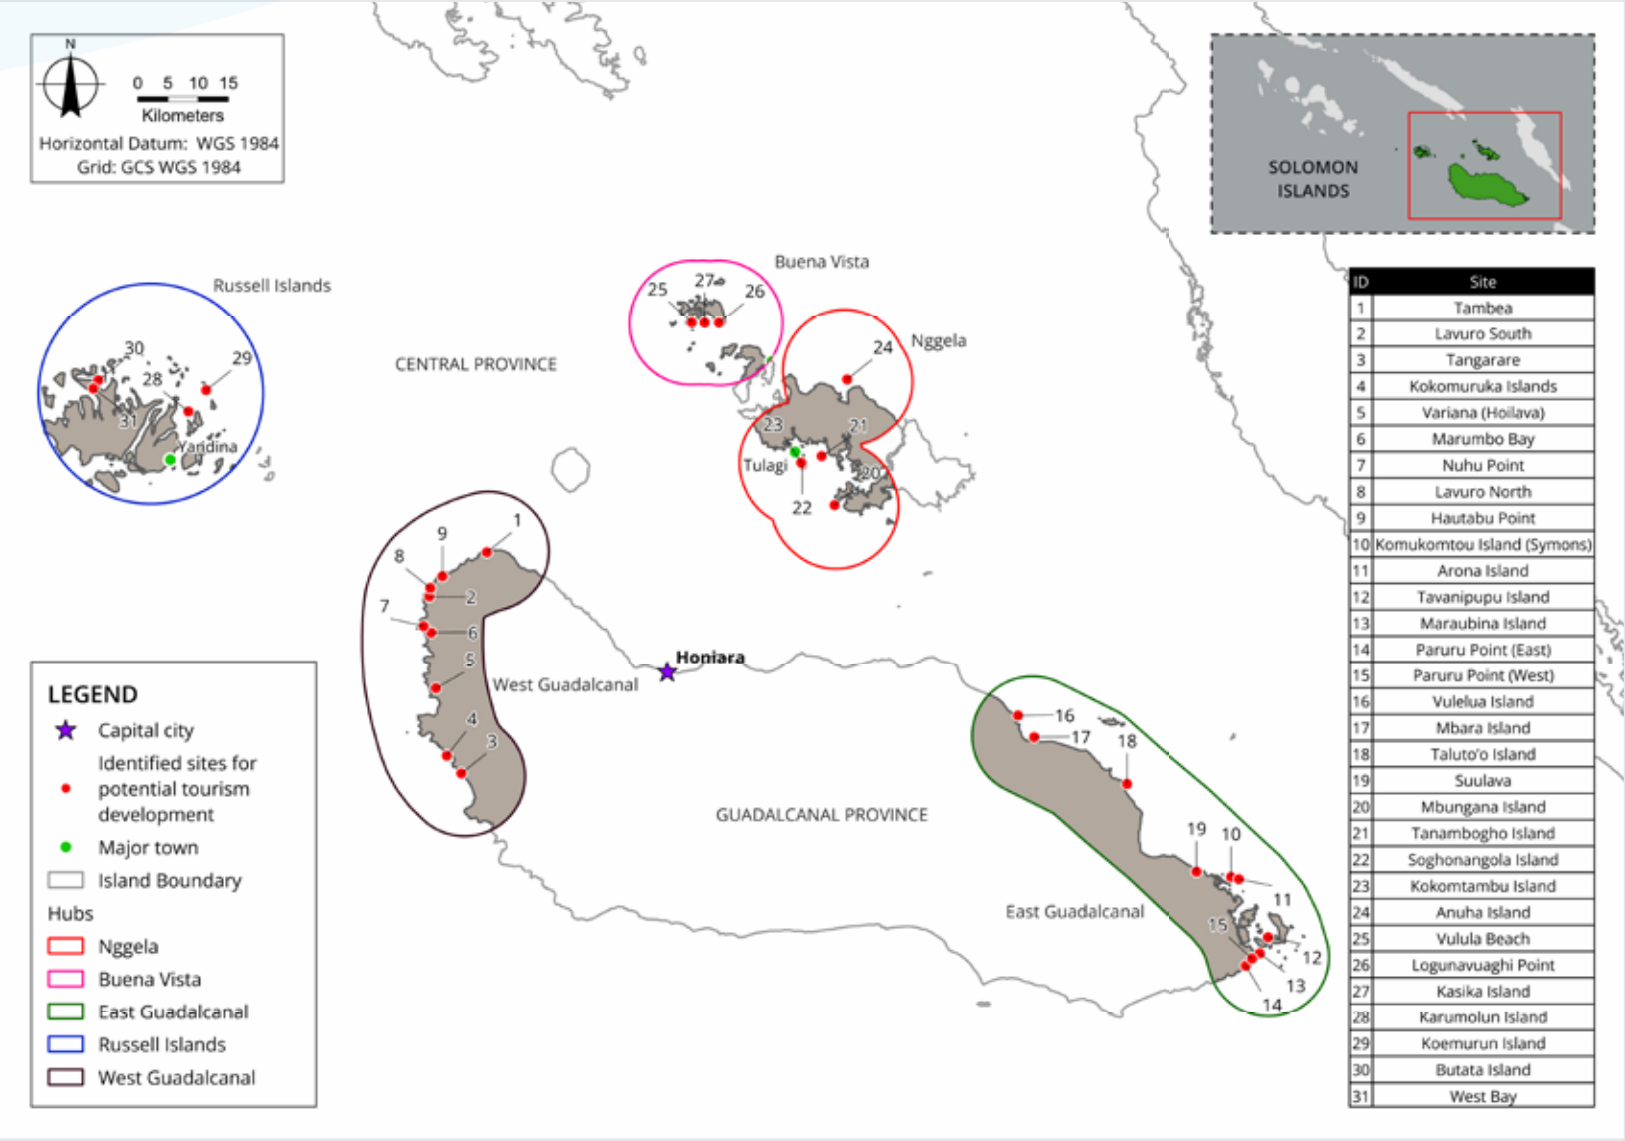 N
0 5 10 15
Kilometers
Horizontal Datum: WGS 1984
Grid: GCS WGS 1984
SOLOMON
ISLANDS
Buena Vista
27
25
26
Russell Islands
30
29
28
31
Yandina
CENTRAL PROVINCE
Nggela
24
23
21
Tulagi
20
22
1
9
8
2
7
6
5
4
3
West Guadalcanal
Honiara
GUADALCANAL PROVINCE
16
17
18
19
10
11
East Guadalcanal
15
12
13
14
LEGEND
Capital city
Identified sites for
potential tourism
development
Major town
Island Boundary
Hubs
Nggela
Buena Vista
East Guadalcanal
Russell Islands
West Guadalcanal
ID Site
1 Tambea
2 Lavuro South
3 Tangarare
4 Kokomuruka Islands
5 Variana (Hoilava)
6 Marumbo Bay
7 Nuhu Point
8 Lavuro North
9 Hautabu Point
10 Komukomtou Island (Symons)
11 Arona Island
12 Tavanipupu Island
13 Maraubina Island
14 Paruru Point (East)
15 Paruru Point (West)
16 Vulelua Island
17 Mbara Island
18 Taluto'o Island
19 Suulava
20 Mbungana Island
21 Tanambogho Island
22 Soghonangola Island
23 Kokomtambu Island
24 Anuha Island
25 Vulula Beach
26 Logunavuaghi Point
27 Kasika Island
28 Karumolun Island
29 Koemurun Island
30 Butata Island
31 West Bay